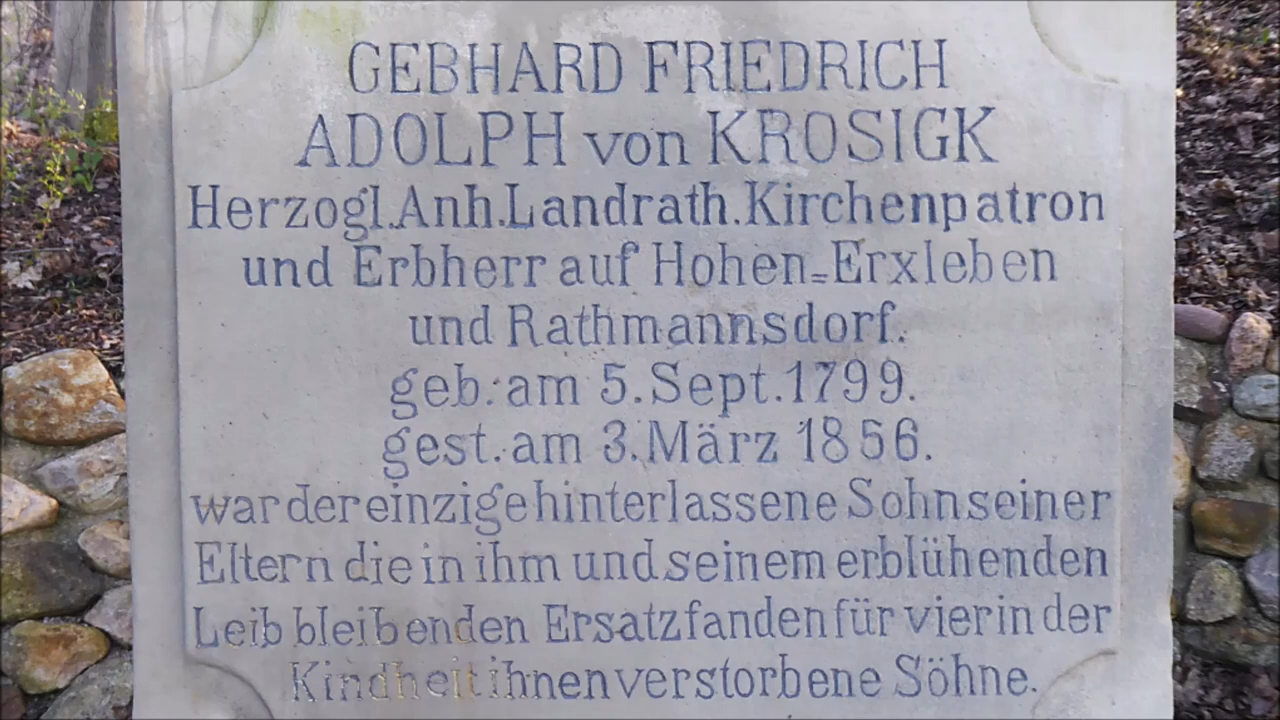 GEBHARD FRIEDRICH
ADOLPH von KROSIGK
Herzogl. Anh. Landrath. Kirchenpatron
und Erbherr auf Hohen=Erxleben
und Rathmannsdorf.
geb: am 5. Sept. 1799.
gest. am 3. März 1856.
war der einzige hinterlassene Sohn seiner
Eltern die in ihm und seinem erblühenden
Leib bleibenden Ersatz fanden für vier in der
Kindheit ihnen verstorbene Söhne.